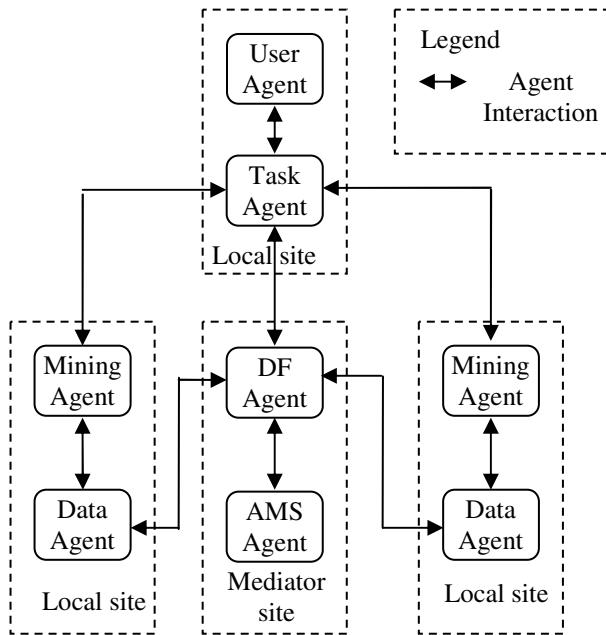 User
Agent
Legend
Agent
Interaction
Task
Agent
Local site
Mining
Agent
DF
Agent
Mining
Agent
Data
Agent
AMS
Agent
Data
Agent
Local site
Mediator
site
Local site